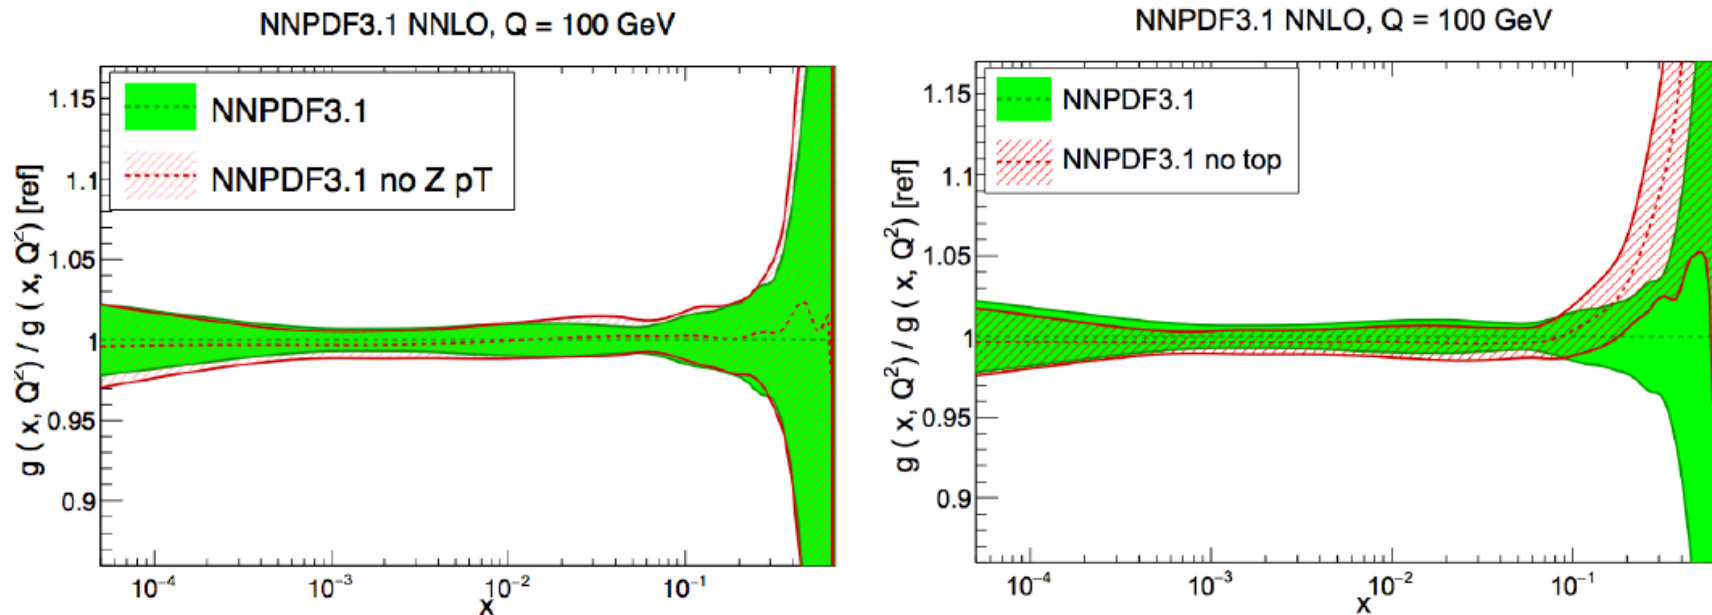 NNPDF3.1 NNLO, Q = 100 GeV
g ( x, Q²) / g ( x, Q²) [ref]
1.15
1.1
1.05
1
0.95
0.9
NNPDF3.1
NNPDF3.1 no Z pT
10⁻⁴
10⁻³
10⁻²
10⁻¹
x
NNPDF3.1 NNLO, Q = 100 GeV
g ( x, Q²) / g ( x, Q²) [ref]
1.15
1.1
1.05
1
0.95
0.9
NNPDF3.1
NNPDF3.1 no top
10⁻⁴
10⁻³
10⁻²
10⁻¹
x